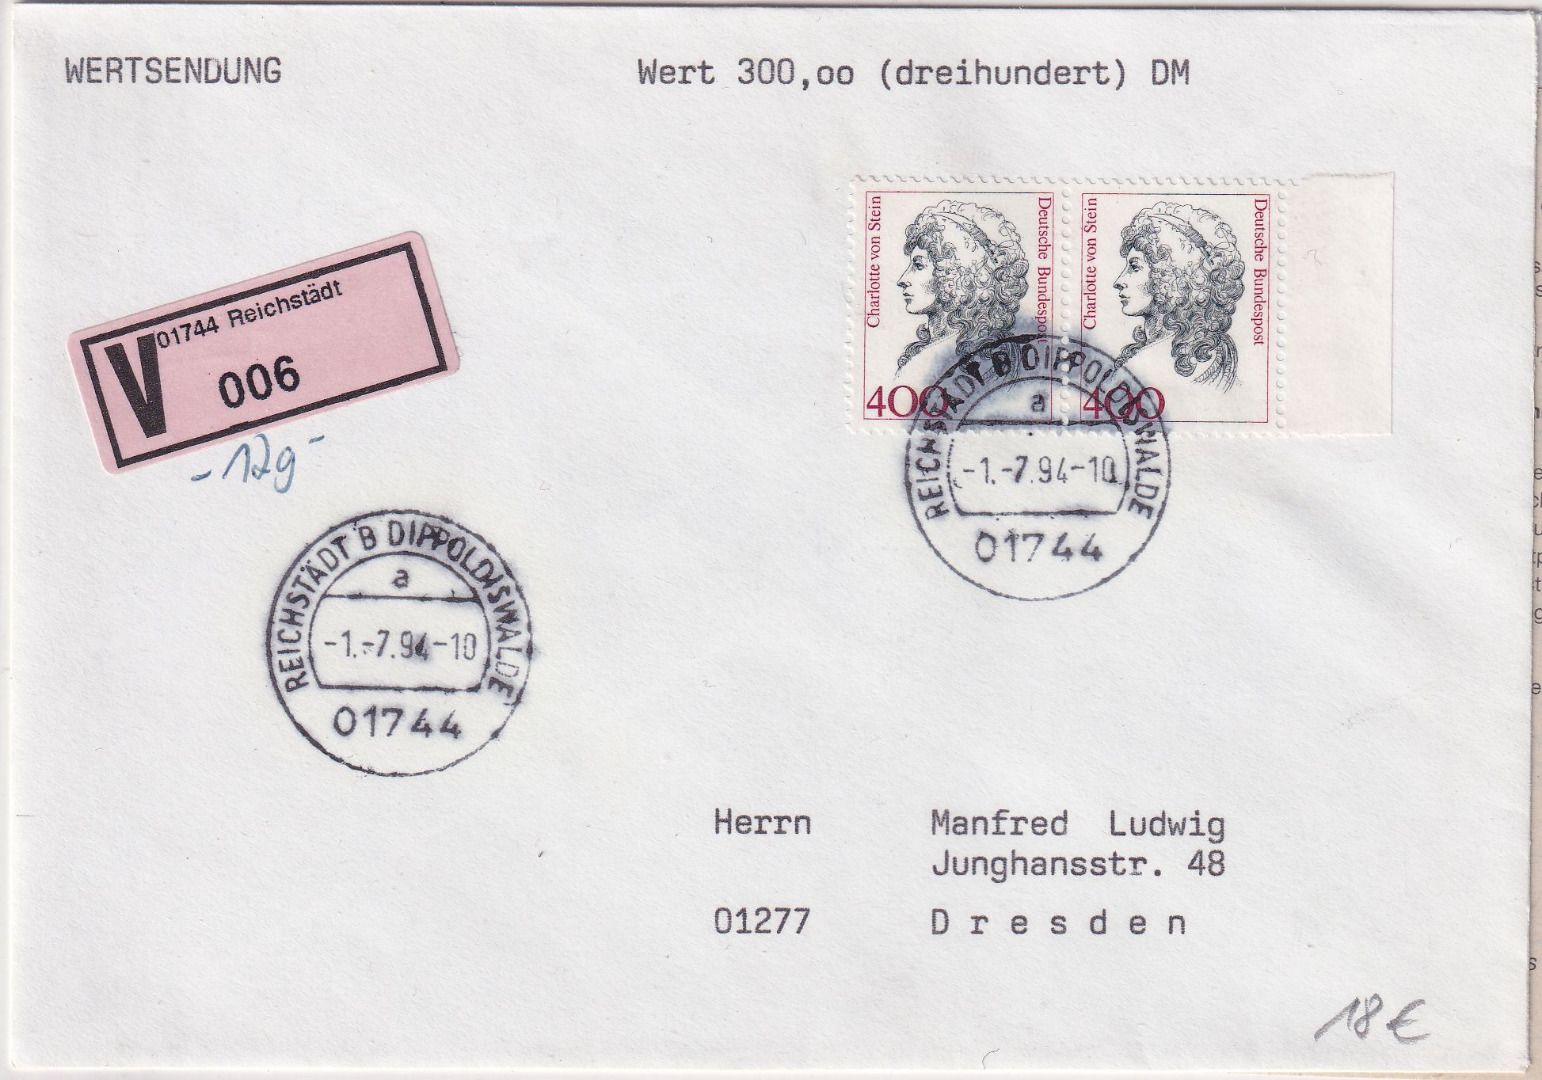 WERTSENDUNG
Wert 300,oo (dreihundert) DM
Charlotte von Stein
Deutsche Bundespost
400
Charlotte von Stein
Deutsche Bundespost
400
V
01744 Reichstädt
006
-12g-
REICHSTÄDT B DIPPOLDISWALDE
a
-1.-7.94-10
01744
REICHSTÄDT B DIPPOLDISWALDE
a
-1.-7.94-10
01744
Herrn Manfred Ludwig
Junghansstr. 48
01277 Dresden
18€